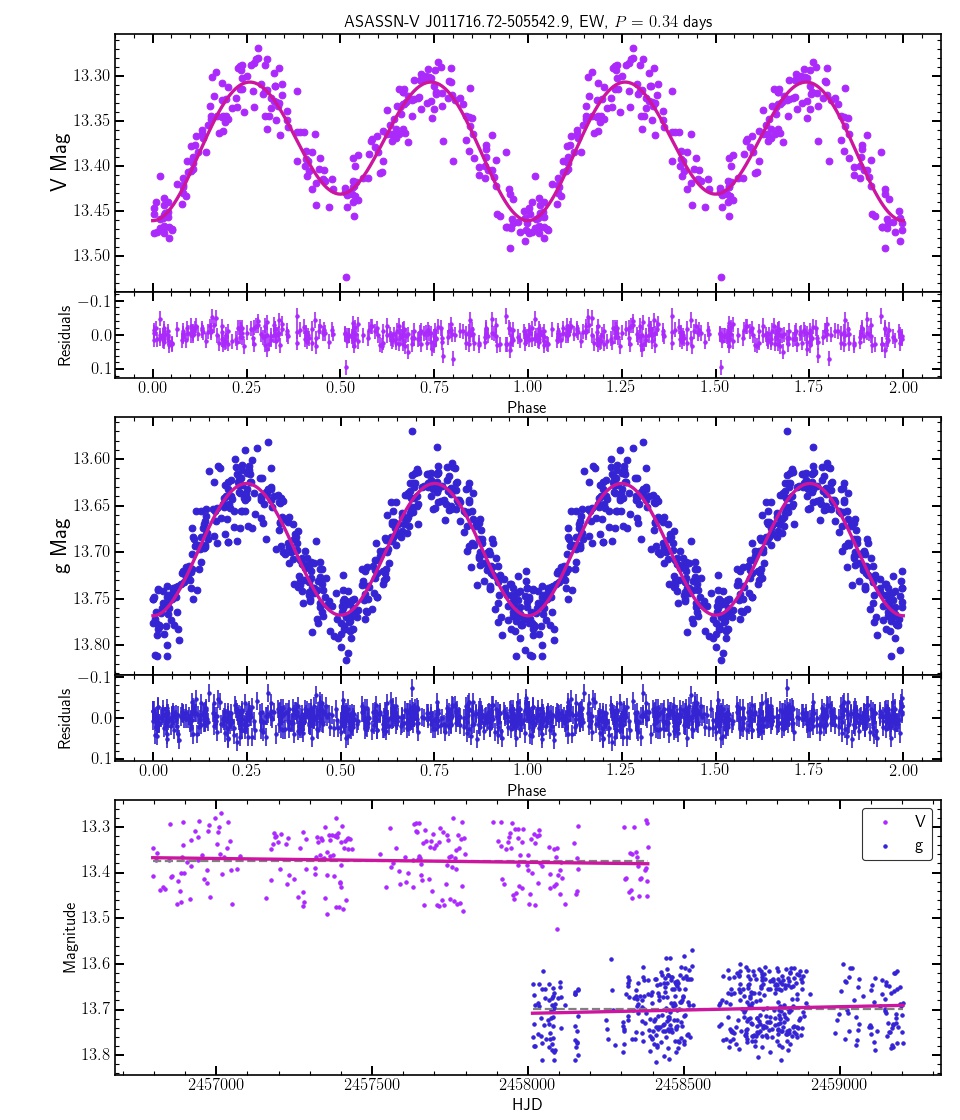 ASASSN-V J011716.72-505542.9, EW, P = 0.34 days
V Mag
13.30
13.35
13.40
13.45
13.50
Residuals
−0.1
0.0
0.1
0.00 0.25 0.50 0.75 1.00 1.25 1.50 1.75 2.00
Phase
g Mag
13.60
13.65
13.70
13.75
13.80
Residuals
−0.1
0.0
0.1
0.00 0.25 0.50 0.75 1.00 1.25 1.50 1.75 2.00
Phase
Magnitude
13.3
13.4
13.5
13.6
13.7
13.8
V
g
2457000 2457500 2458000 2458500 2459000
HJD